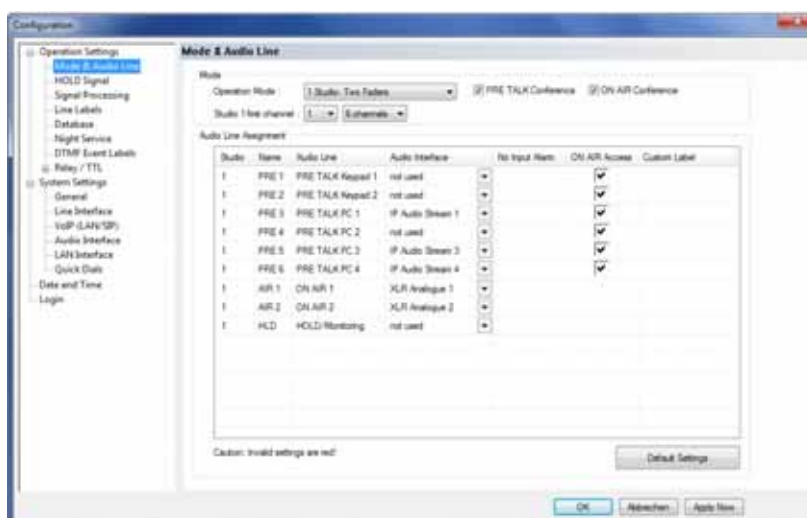 Configuration
Operation Settings
Mode & Audio Line
HOLD Signal
Signal Processing
Line Labels
Database
Night Service
DTMF Event Labels
Relay / TTL
System Settings
General
Line Interface
VoIP (LAN/SIP)
Audio Interface
LAN Interface
Quick Dials
Date and Time
Login
Mode & Audio Line
Mode
Operation Mode : 1 Studio: Two Faders PRE TALK Conference ON AIR Conference
Studio 1 line channel : 1 6 channels
Audio Line Assignment
Studio Name Audio Line Audio Interface No Input Alarm ON AIR Access Custom Label
1 PRE 1 PRE TALK Keypad 1 not used
1 PRE 2 PRE TALK Keypad 2 not used
1 PRE 3 PRE TALK PC 1 IP Audio Stream 1
1 PRE 4 PRE TALK PC 2 not used
1 PRE 5 PRE TALK PC 3 IP Audio Stream 3
1 PRE 6 PRE TALK PC 4 IP Audio Stream 4
1 AIR 1 ON AIR 1 XLR Analogue 1
1 AIR 2 ON AIR 2 XLR Analogue 2
1 HLD HOLD/Monitoring not used
Caution: Invalid settings are red!
Default Settings
OK Abbrechen Apply Now